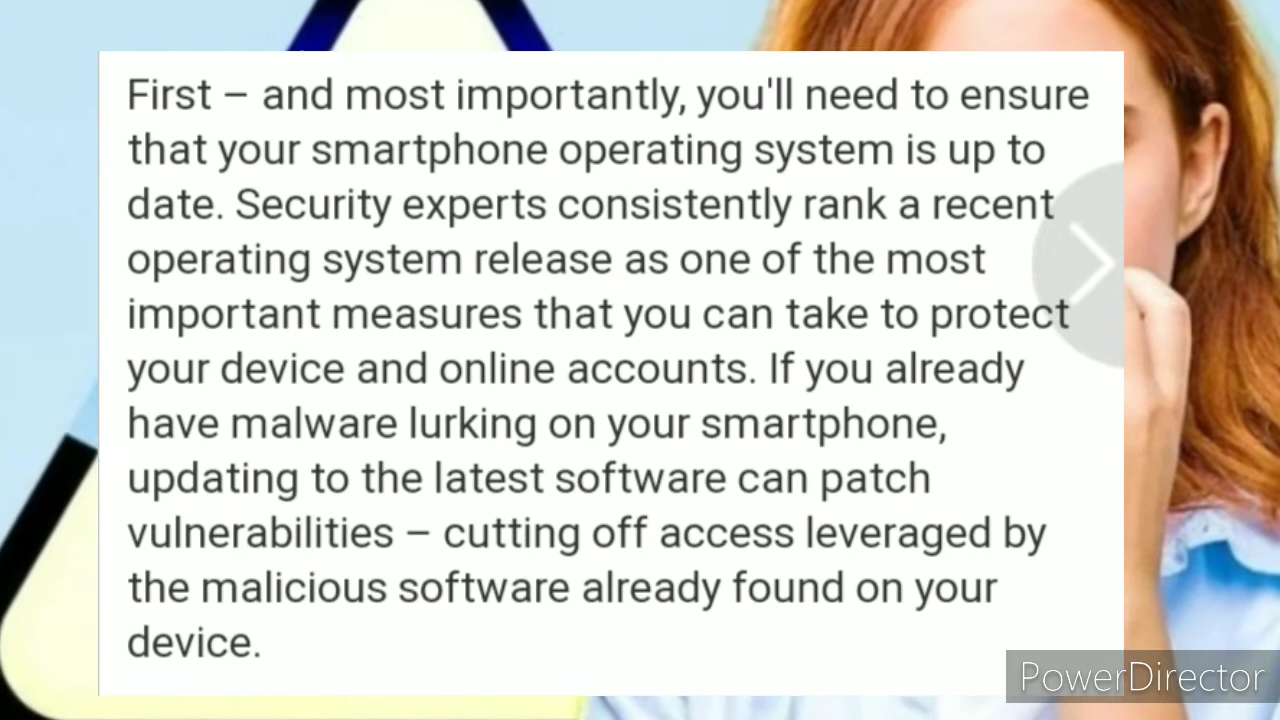 First – and most importantly, you'll need to ensure
that your smartphone operating system is up to
date. Security experts consistently rank a recent
operating system release as one of the most
important measures that you can take to protect
your device and online accounts. If you already
have malware lurking on your smartphone,
updating to the latest software can patch
vulnerabilities – cutting off access leveraged by
the malicious software already found on your
device.
PowerDirector